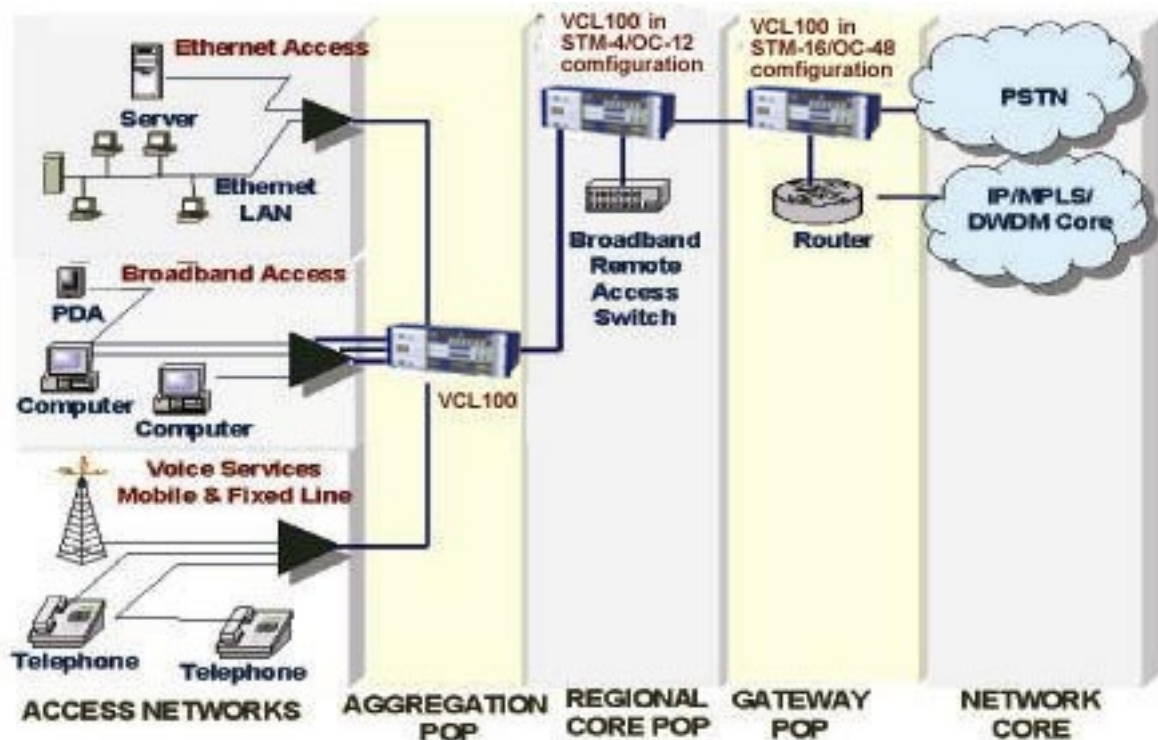 Ethernet Access
Server
Ethernet
LAN
Broadband Access
PDA
Computer
Computer
Voice Services
Mobile & Fixed Line
Telephone
Telephone
ACCESS NETWORKS
VCL100
AGGREGATION
POP
VCL100 in
STM-4/OC-12
comfiguration
Broadband
Remote
Access
Switch
REGIONAL
CORE POP
VCL100 in
STM-16/OC-48
comfiguration
Router
GATEWAY
POP
PSTN
IP/MPLS/
DWDM Core
NETWORK
CORE